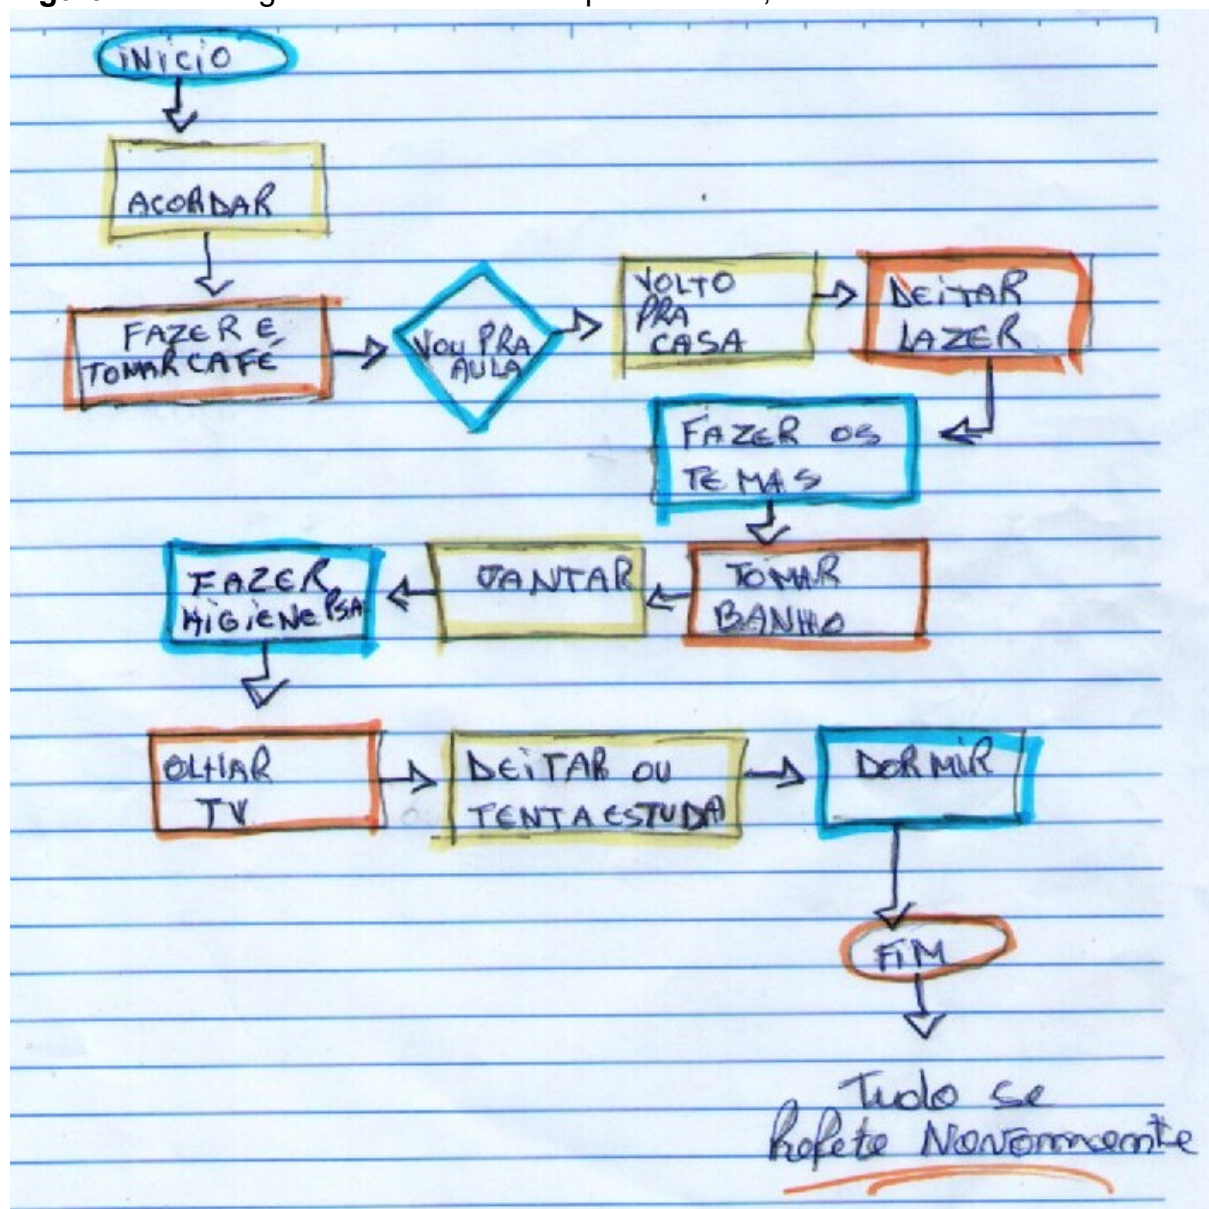 INICIO
ACORDAR
FAZER E
TOMAR CAFÉ
VOU PRA
AULA
VOLTO
PRA
CASA
DEITAR
LAZER
FAZER OS
TEMAS
TOMAR
BANHO
JANTAR
FAZER
HIGIENE PSA
OLHAR
TV
DEITAR OU
TENTA ESTUDA
DORMIR
FIM
Tudo se
Repete Novamente